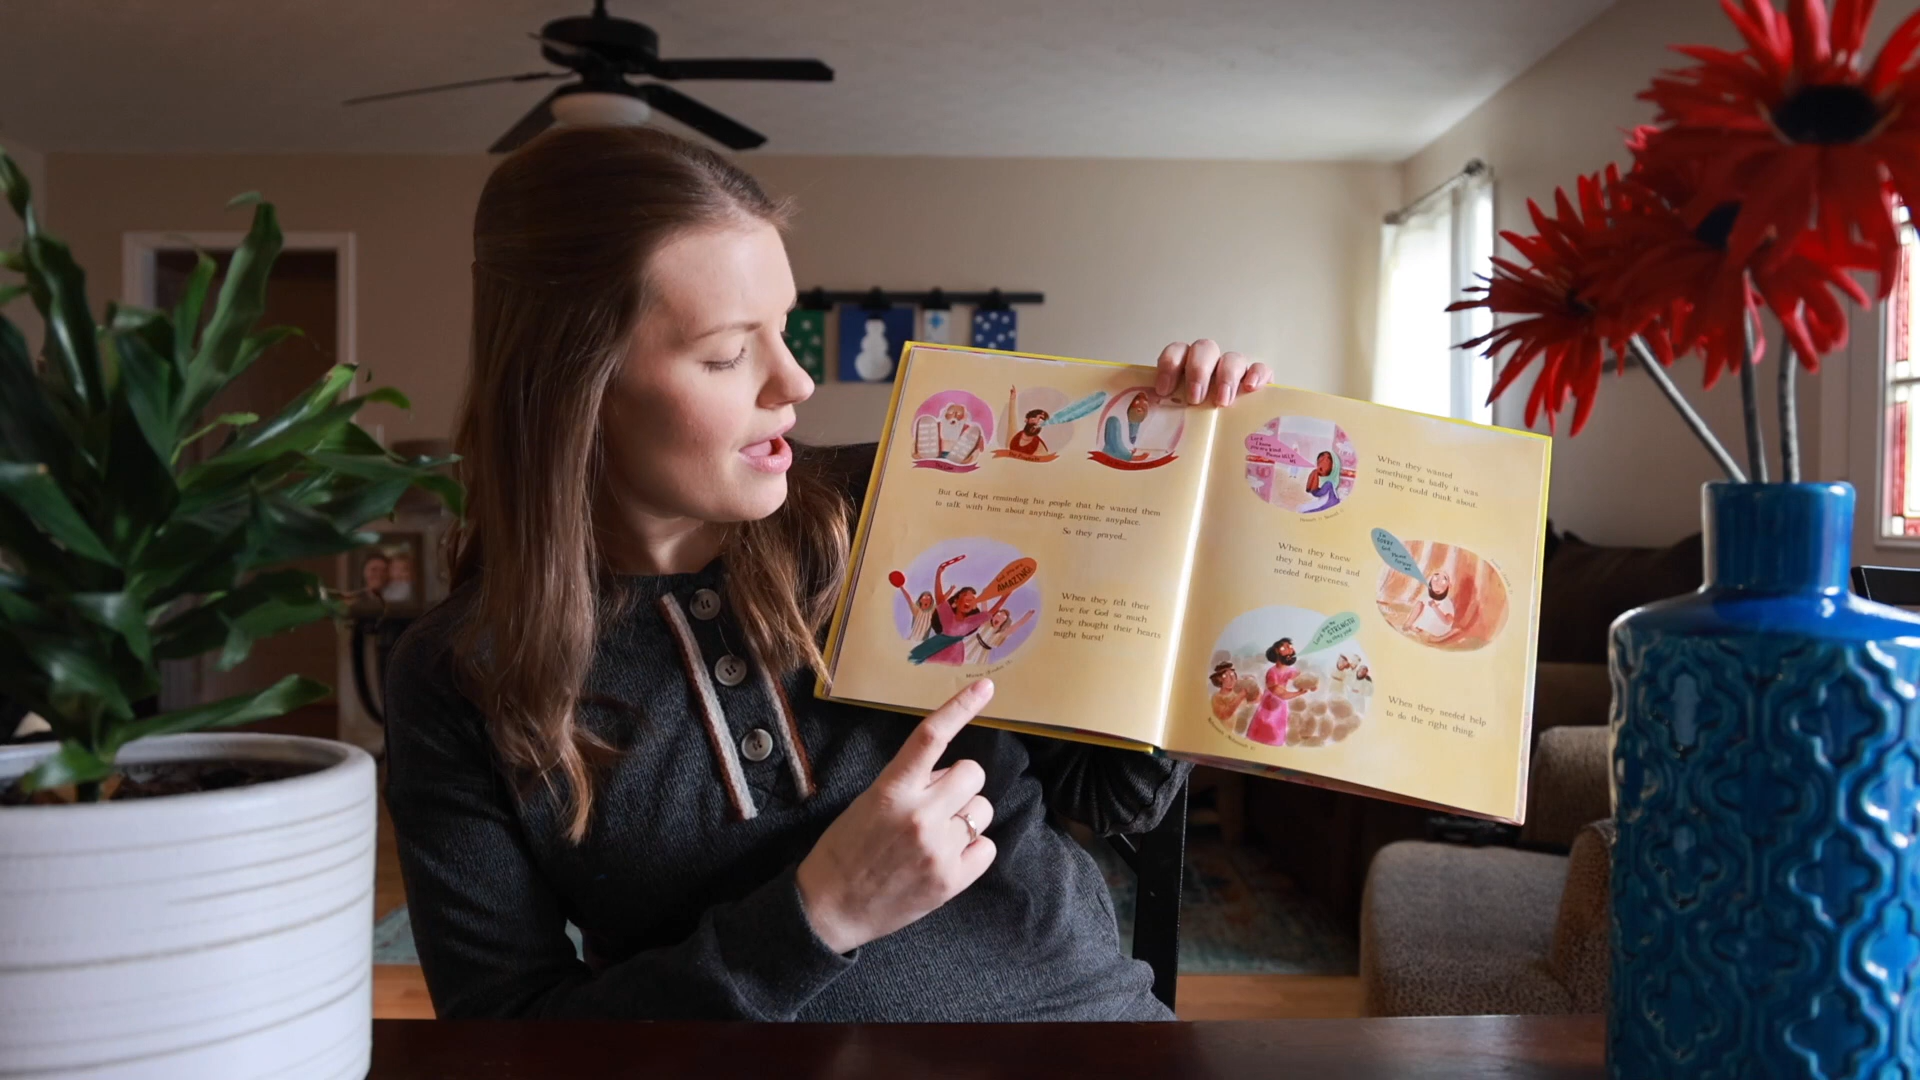 But God kept reminding his people that he wanted them
to talk with him about anything, anytime, anyplace.
So they prayed...
AMAZING!
When they felt their
love for God so much
they thought their hearts
might burst!
When they wanted
something so badly it was
all they could think about.
When they knew
they had sinned and
needed forgiveness.
I'm
SORRY
STRENGTH
When they needed help
to do the right thing.